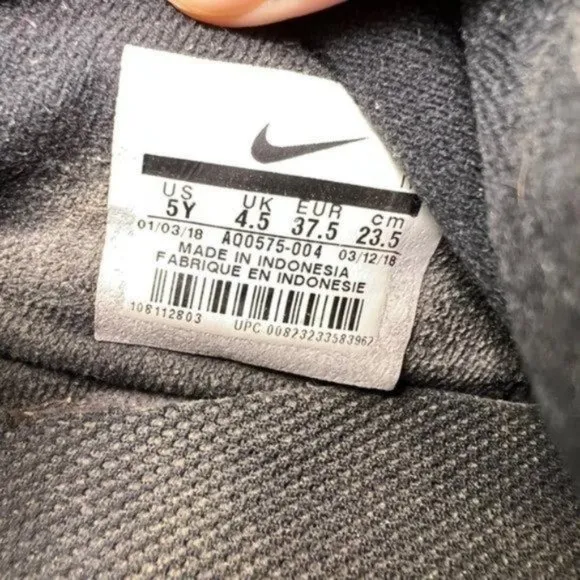 US UK EUR cm
5Y 4.5 37.5 23.5
01/03/18 AQ0575-004 03/12/18
MADE IN INDONESIA
FABRIQUE EN INDONESIE
108112803 UPC 00823233583967